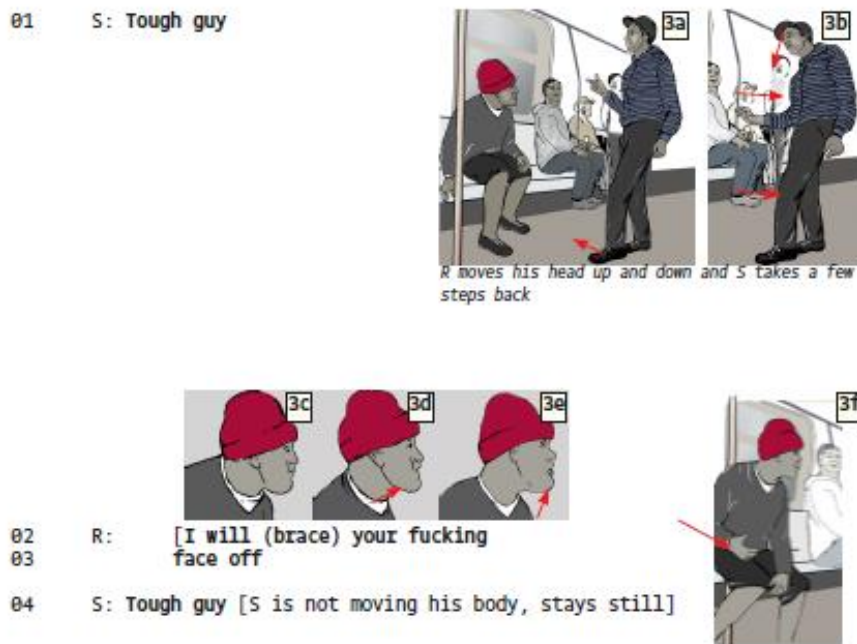 01 S: Tough guy
3a
3b
R moves his head up and down and S takes a few
steps back
3c
3d
3e
3f
02 R: [I will (brace) your fucking
03 face off
04 S: Tough guy [S is not moving his body, stays still]